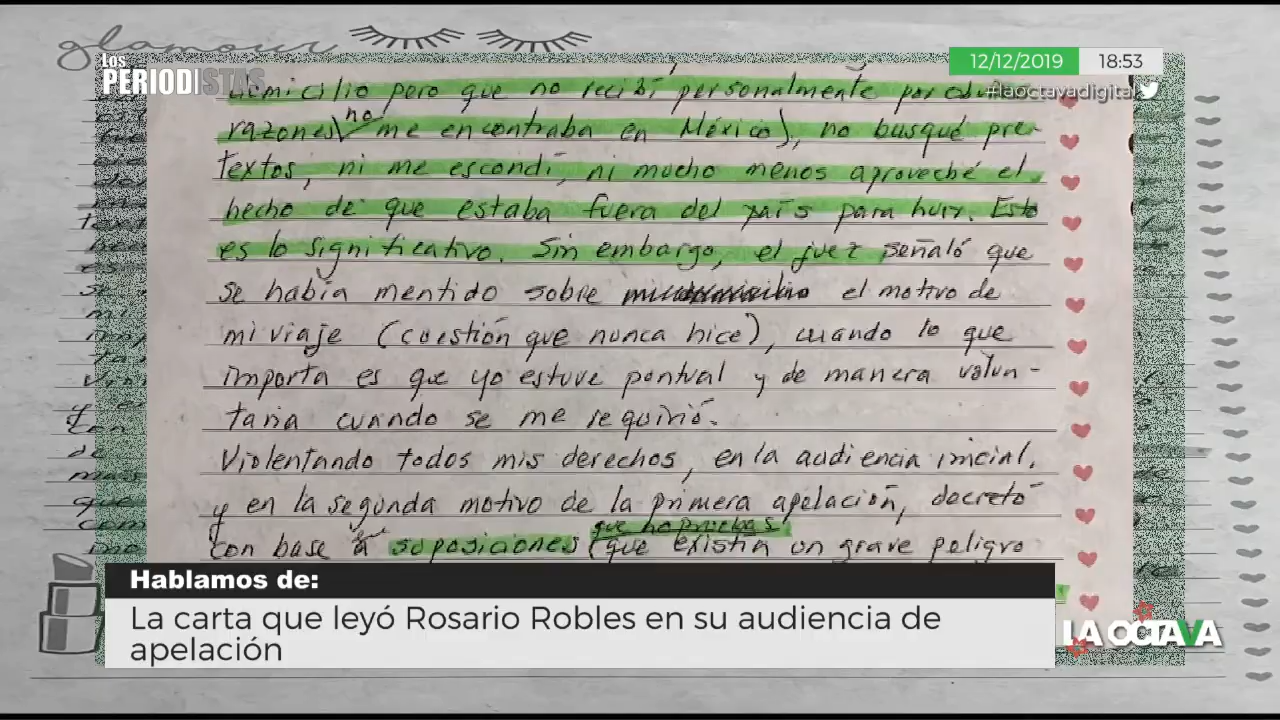 glamour
Los
PERIODISTAS
12/12/2019 18:53
#laoctavadigital
domicilio pero que no recibí personalmente por obvias
razones (no me encontraba en México), no busqué pre-
textos, ni me escondí, ni mucho menos aproveché el
hecho de que estaba fuera del país para huir. Esto
es lo significativo. Sin embargo, el juez señaló que
se había mentido sobre el motivo de
mi viaje (cuestión que nunca hice), cuando lo que
importa es que yo estuve puntual y de manera volun-
taria cuando se me requirió.
Violentando todos mis derechos, en la audiencia inicial,
y en la segunda motivo de la primera apelación, decretó
que no pruebas
con base a suposiciones (que existía un grave peligro
Hablamos de:
La carta que leyó Rosario Robles en su audiencia de
apelación
LA OCTAVA